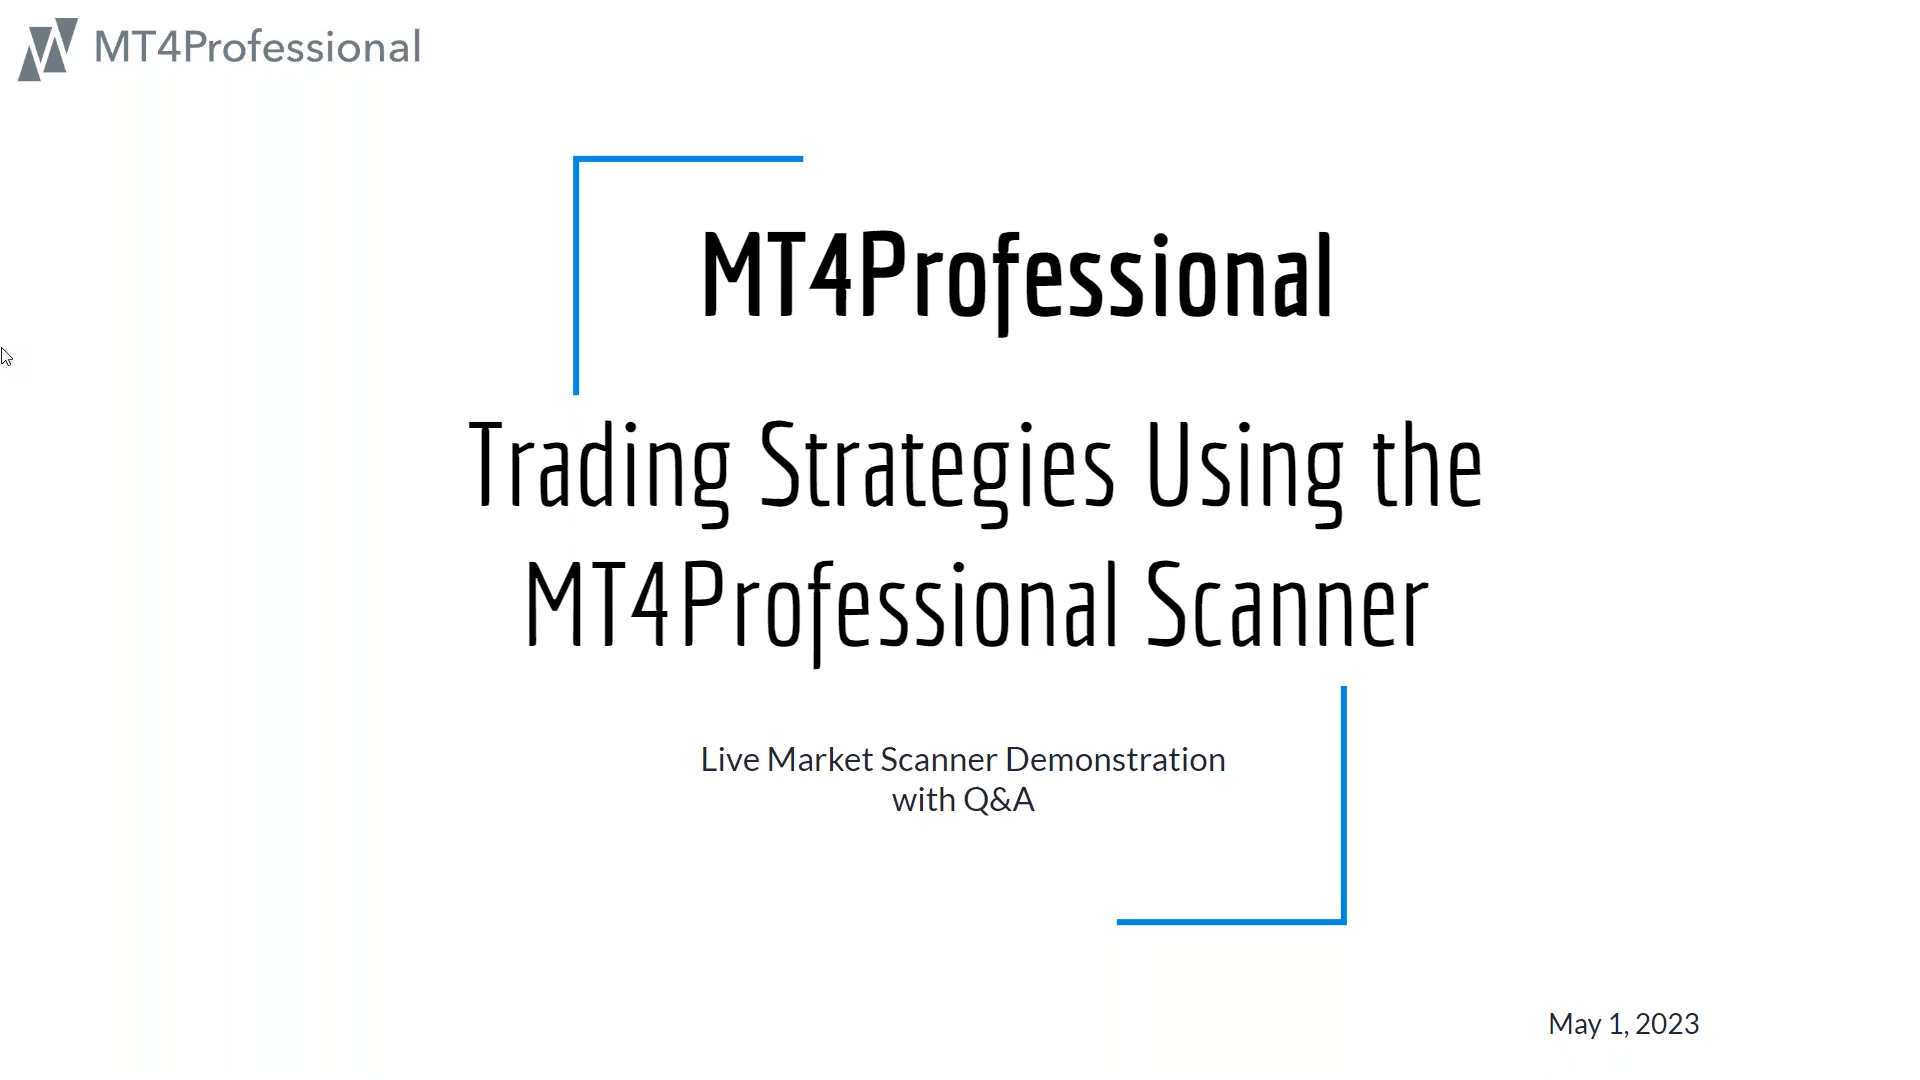 MT4Professional
MT4Professional
Trading Strategies Using the
MT4Professional Scanner
Live Market Scanner Demonstration
with Q&A
May 1, 2023